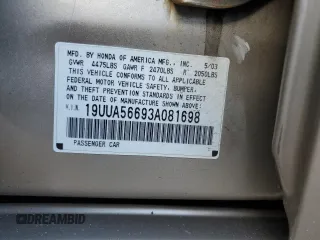 MFD. BY HONDA OF AMERICA MFG., INC. 5/03
GVWR 4475LBS GAWR F 2470LBS R 2050LBS
THIS VEHICLE CONFORMS TO ALL APPLICABLE
FEDERAL MOTOR VEHICLE SAFETY, BUMPER,
AND THEFT PREVENTION STANDARDS IN EFFECT ON
THE DATE OF MANUFACTURE SHOWN ABOVE.
V.I.N. 19UUA56693A081698
PASSENGER CAR
© DREAMBID